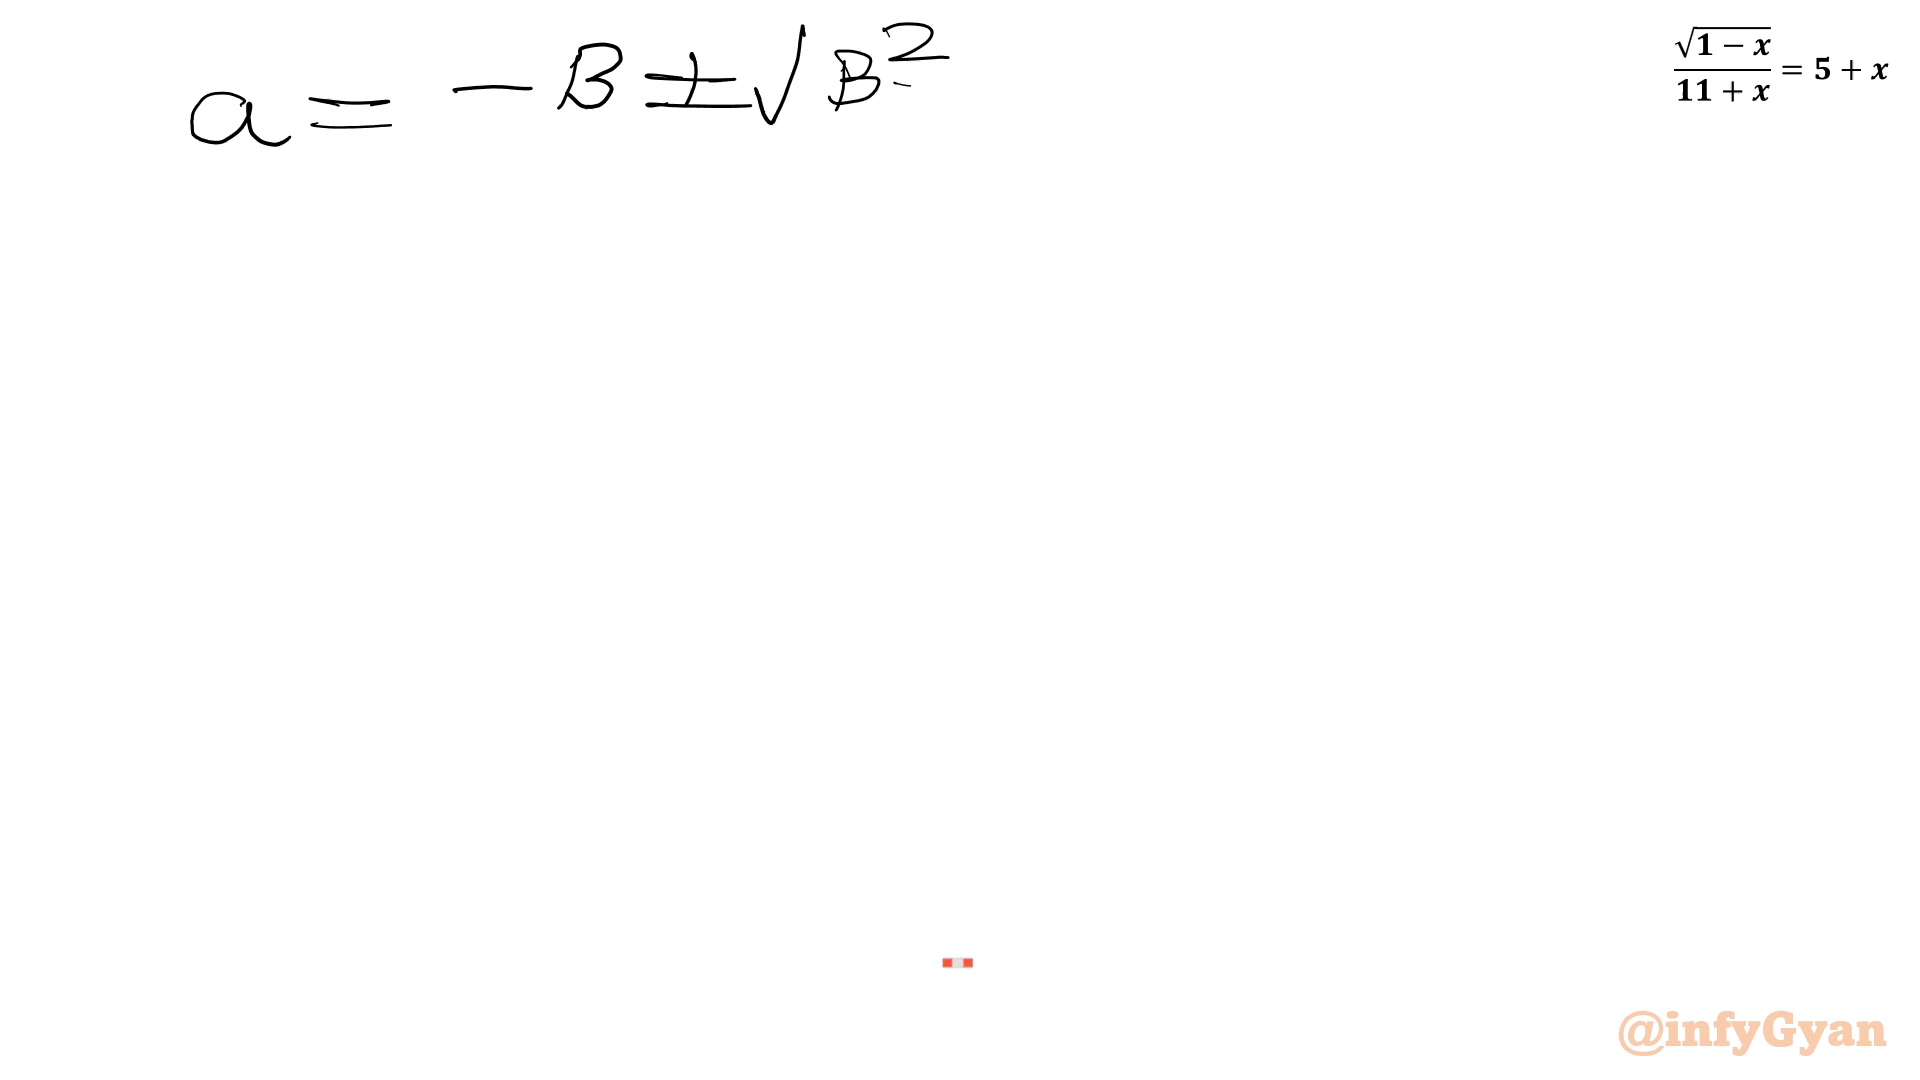 a = - B ± √ B² -
√(1 − x) / (11 + x) = 5 + x
@infyGyan